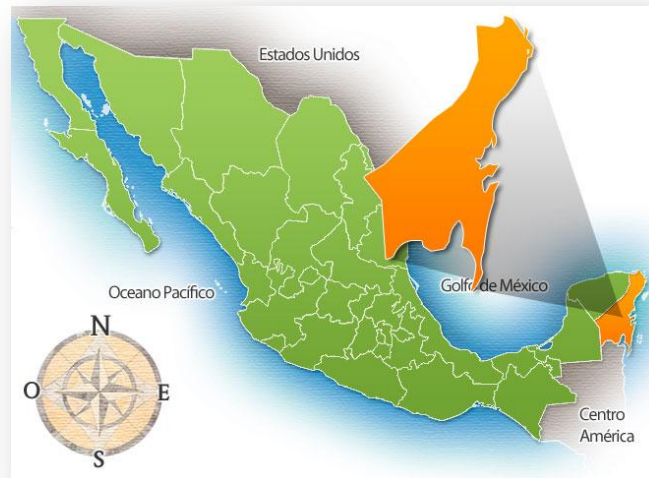 Estados Unidos
Golfo de México
Oceano Pacífico
N
O
E
S
Centro
América